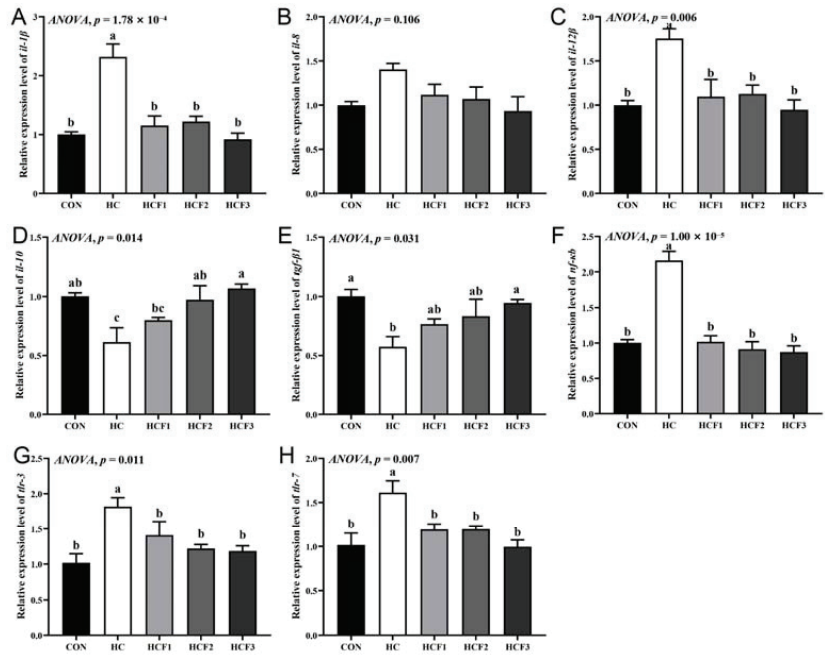 A
ANOVA, p = 1.78 × 10⁻⁴
Relative expression level of il-1β
3
2
1
0
b
a
b
b
b
CON HC HCF1 HCF2 HCF3
B
ANOVA, p = 0.106
Relative expression level of il-8
2.0
1.5
1.0
0.5
0.0
CON HC HCF1 HCF2 HCF3
C
ANOVA, p = 0.006
Relative expression level of il-12β
2.0
1.5
1.0
0.5
0.0
b
a
b
b
b
CON HC HCF1 HCF2 HCF3
D
ANOVA, p = 0.014
Relative expression level of il-10
1.5
1.0
0.5
0.0
ab
c
bc
ab
a
CON HC HCF1 HCF2 HCF3
E
ANOVA, p = 0.031
Relative expression level of tgf-β1
1.5
1.0
0.5
0.0
a
b
ab
ab
a
CON HC HCF1 HCF2 HCF3
F
ANOVA, p = 1.00 × 10⁻⁵
Relative expression level of nf-κb
2.5
2.0
1.5
1.0
0.5
0.0
b
a
b
b
b
CON HC HCF1 HCF2 HCF3
G
ANOVA, p = 0.011
Relative expression level of tlr-3
2.5
2.0
1.5
1.0
0.5
0.0
b
a
b
b
b
CON HC HCF1 HCF2 HCF3
H
ANOVA, p = 0.007
Relative expression level of tlr-7
2.0
1.5
1.0
0.5
0.0
b
a
b
b
b
CON HC HCF1 HCF2 HCF3